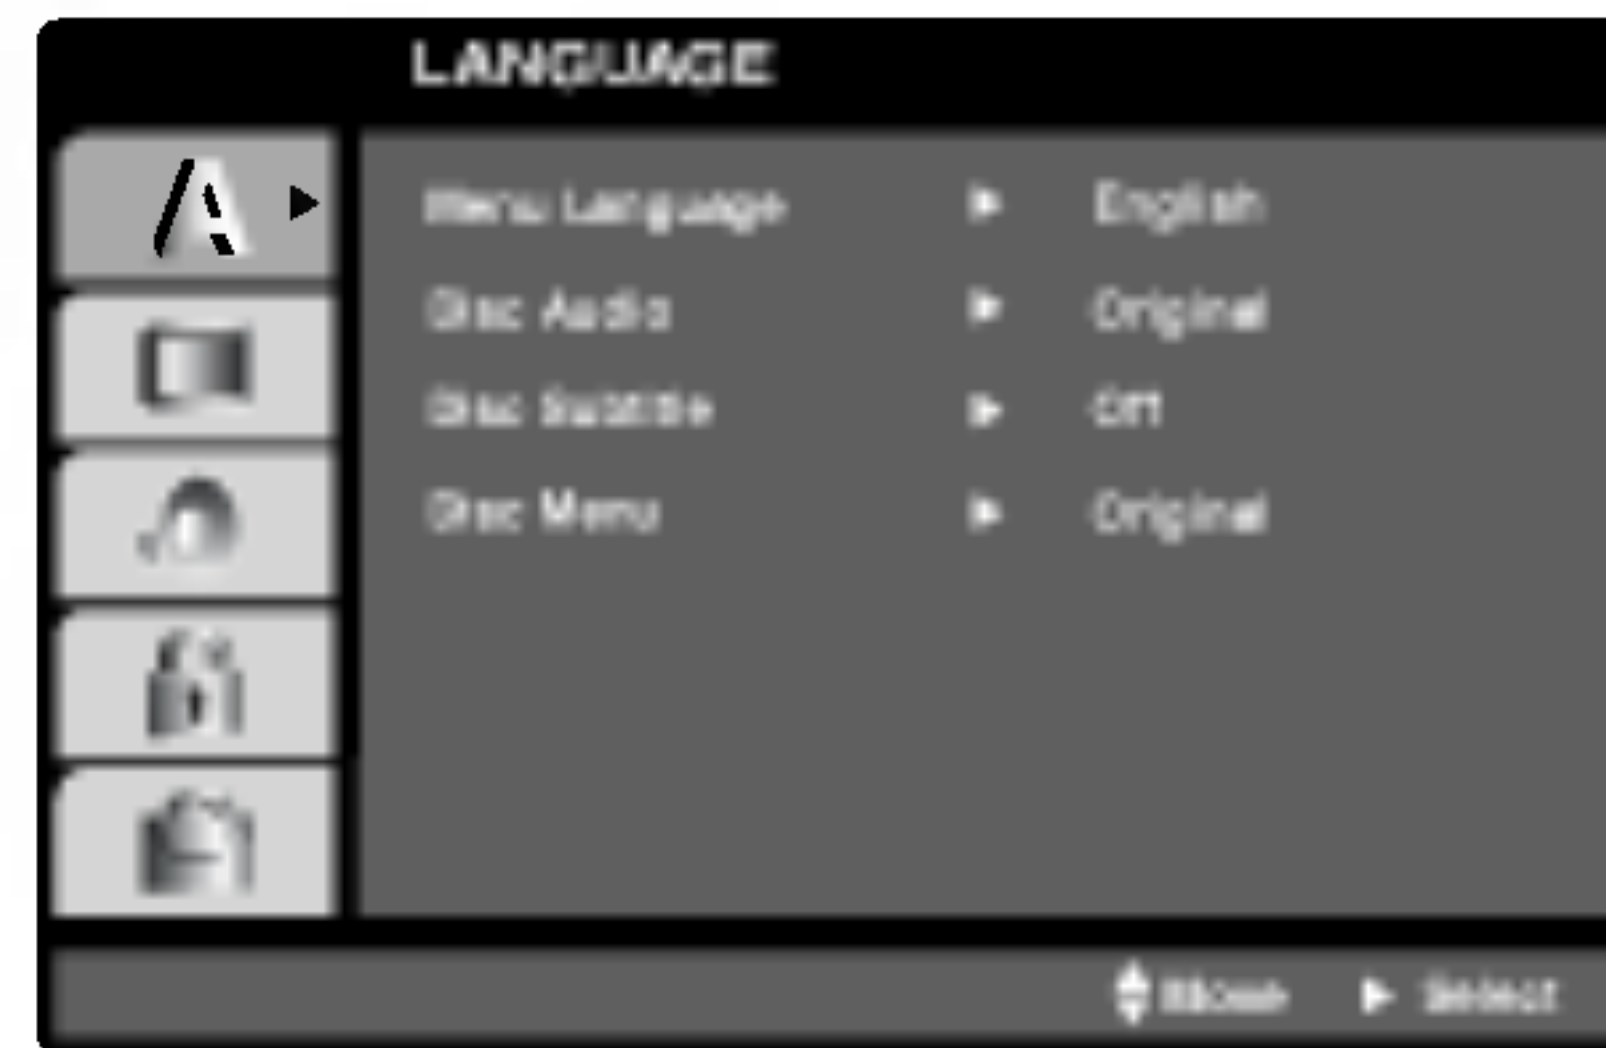 LANGUAGE
Menu Language ► English
Disc Audio ► Original
Disc Subtitle ► Off
Disc Menu ► Original
Move ► Select